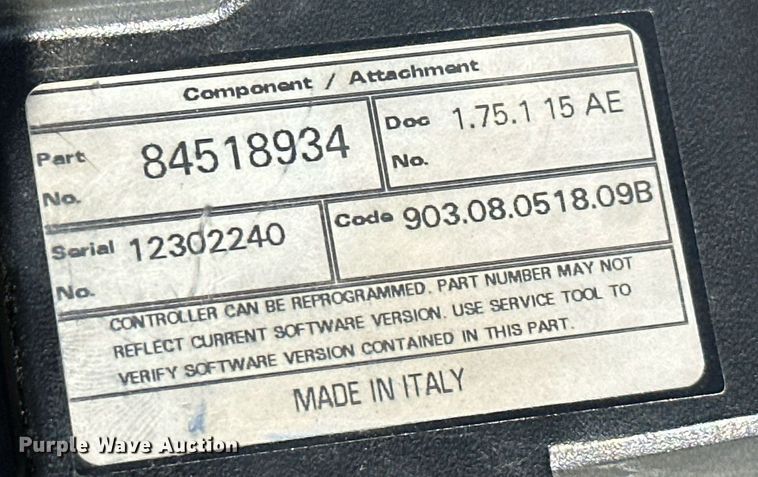 Component / Attachment
Part No. 84518934
Doc No. 1.75.1 15 AE
Serial No. 12302240
Code 903.08.0518.09B
CONTROLLER CAN BE REPROGRAMMED. PART NUMBER MAY NOT
REFLECT CURRENT SOFTWARE VERSION. USE SERVICE TOOL TO
VERIFY SOFTWARE VERSION CONTAINED IN THIS PART.
MADE IN ITALY
Purple Wave Auction